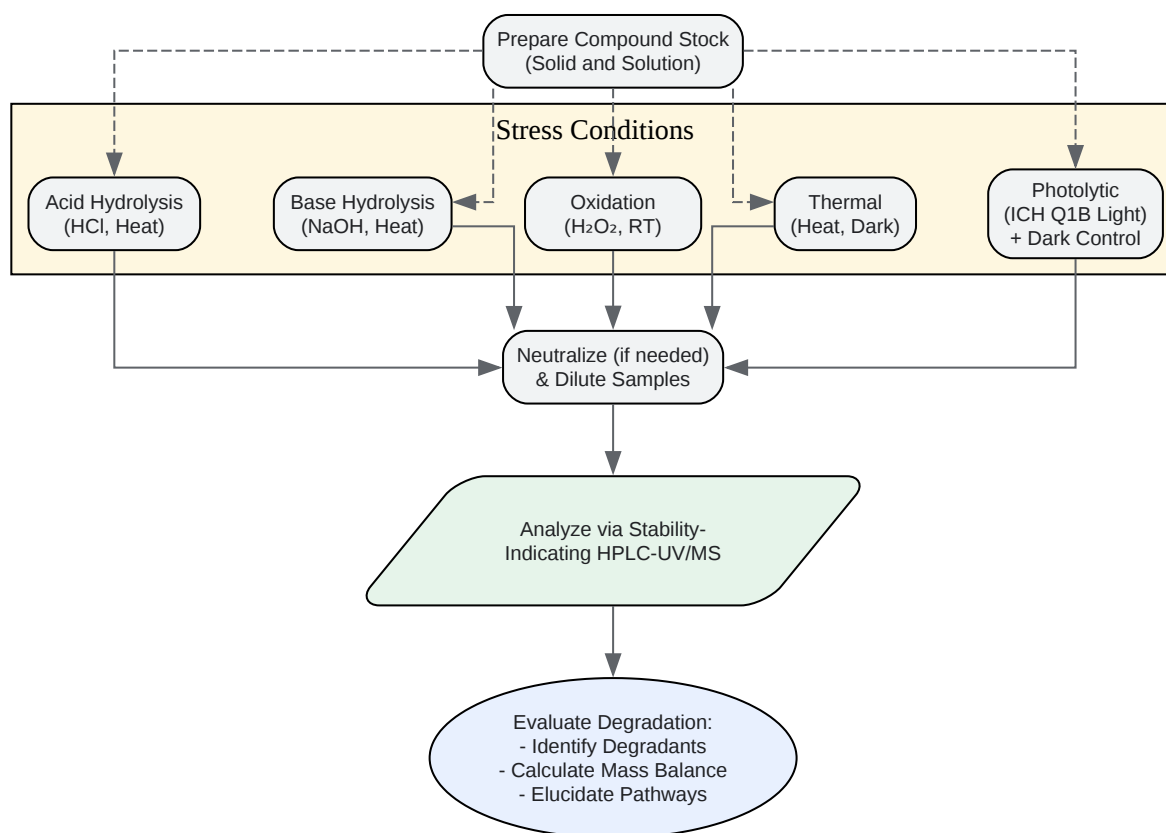 Prepare Compound Stock
(Solid and Solution)
Stress Conditions
Acid Hydrolysis
(HCl, Heat)
Base Hydrolysis
(NaOH, Heat)
Oxidation
(H₂O₂, RT)
Thermal
(Heat, Dark)
Photolytic
(ICH Q1B Light)
+ Dark Control
Neutralize (if needed)
& Dilute Samples
Analyze via Stability-
Indicating HPLC-UV/MS
Evaluate Degradation:
- Identify Degradants
- Calculate Mass Balance
- Elucidate Pathways